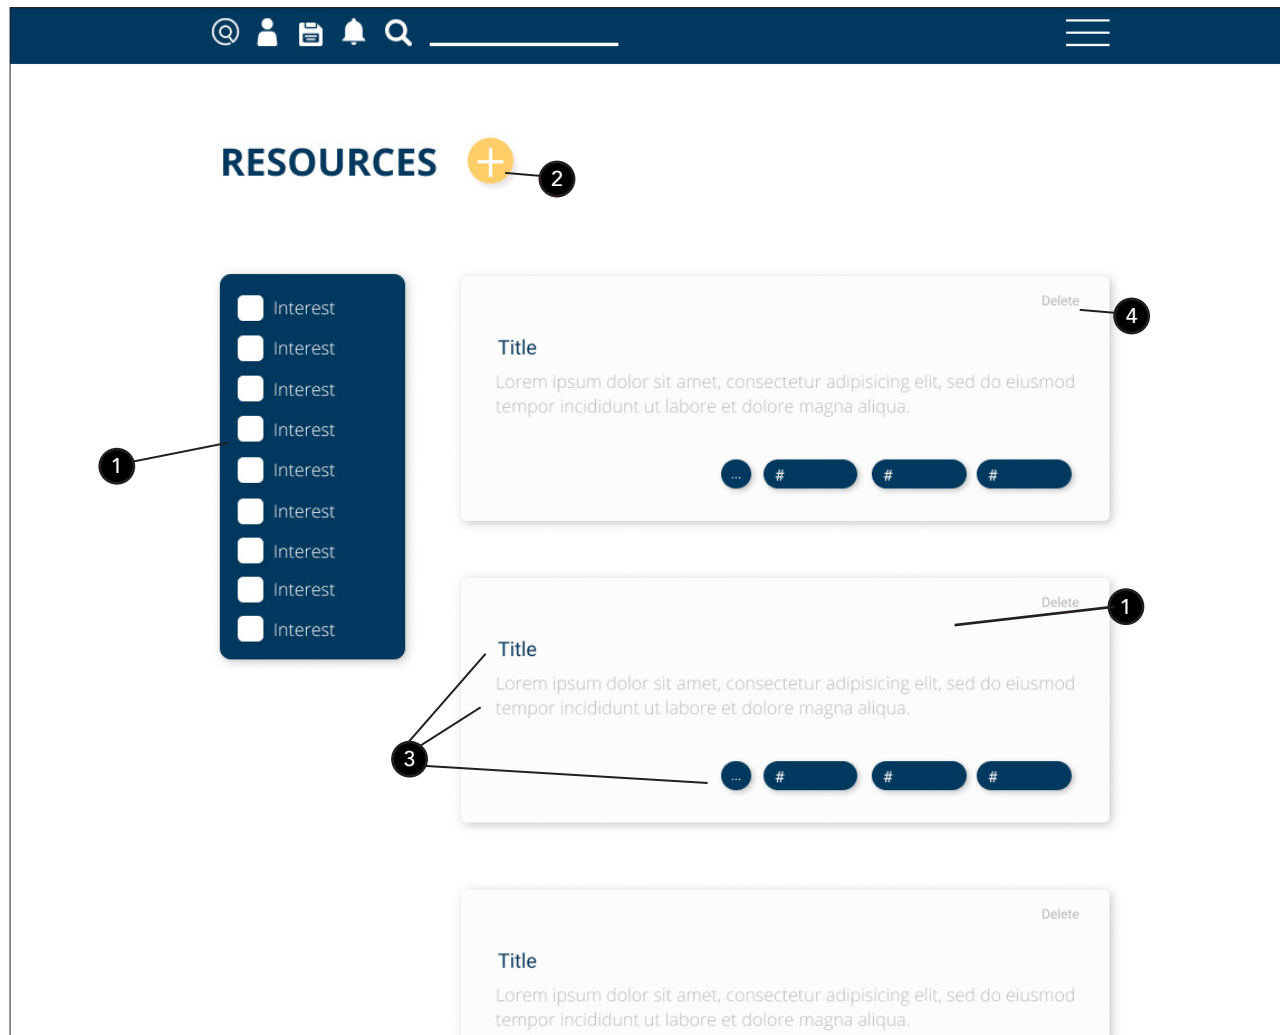 RESOURCES
2
Interest
Interest
Interest
Interest
Interest
Interest
Interest
Interest
Interest
1
Delete
4
Title
Lorem ipsum dolor sit amet, consectetur adipisicing elit, sed do eiusmod
tempor incididunt ut labore et dolore magna aliqua.
... # # #
Delete
1
Title
Lorem ipsum dolor sit amet, consectetur adipisicing elit, sed do eiusmod
tempor incididunt ut labore et dolore magna aliqua.
3
... # # #
Delete
Title
Lorem ipsum dolor sit amet, consectetur adipisicing elit, sed do eiusmod
tempor incididunt ut labore et dolore magna aliqua.